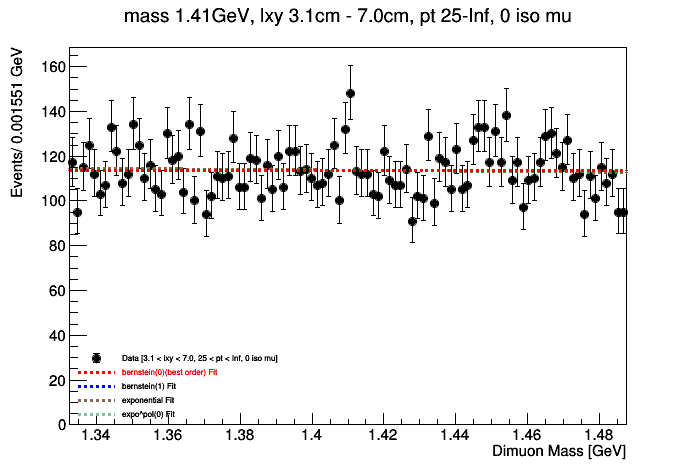 mass 1.41GeV, lxy 3.1cm - 7.0cm, pt 25-Inf, 0 iso mu
Events/ 0.001551 GeV
160
140
120
100
80
60
40
20
0
Data [3.1 < lxy < 7.0, 25 < pt < Inf, 0 iso mu]
bernstein(0)(best order) Fit
bernstein(1) Fit
exponential Fit
expo*pol(0) Fit
1.34 1.36 1.38 1.4 1.42 1.44 1.46 1.48
Dimuon Mass [GeV]